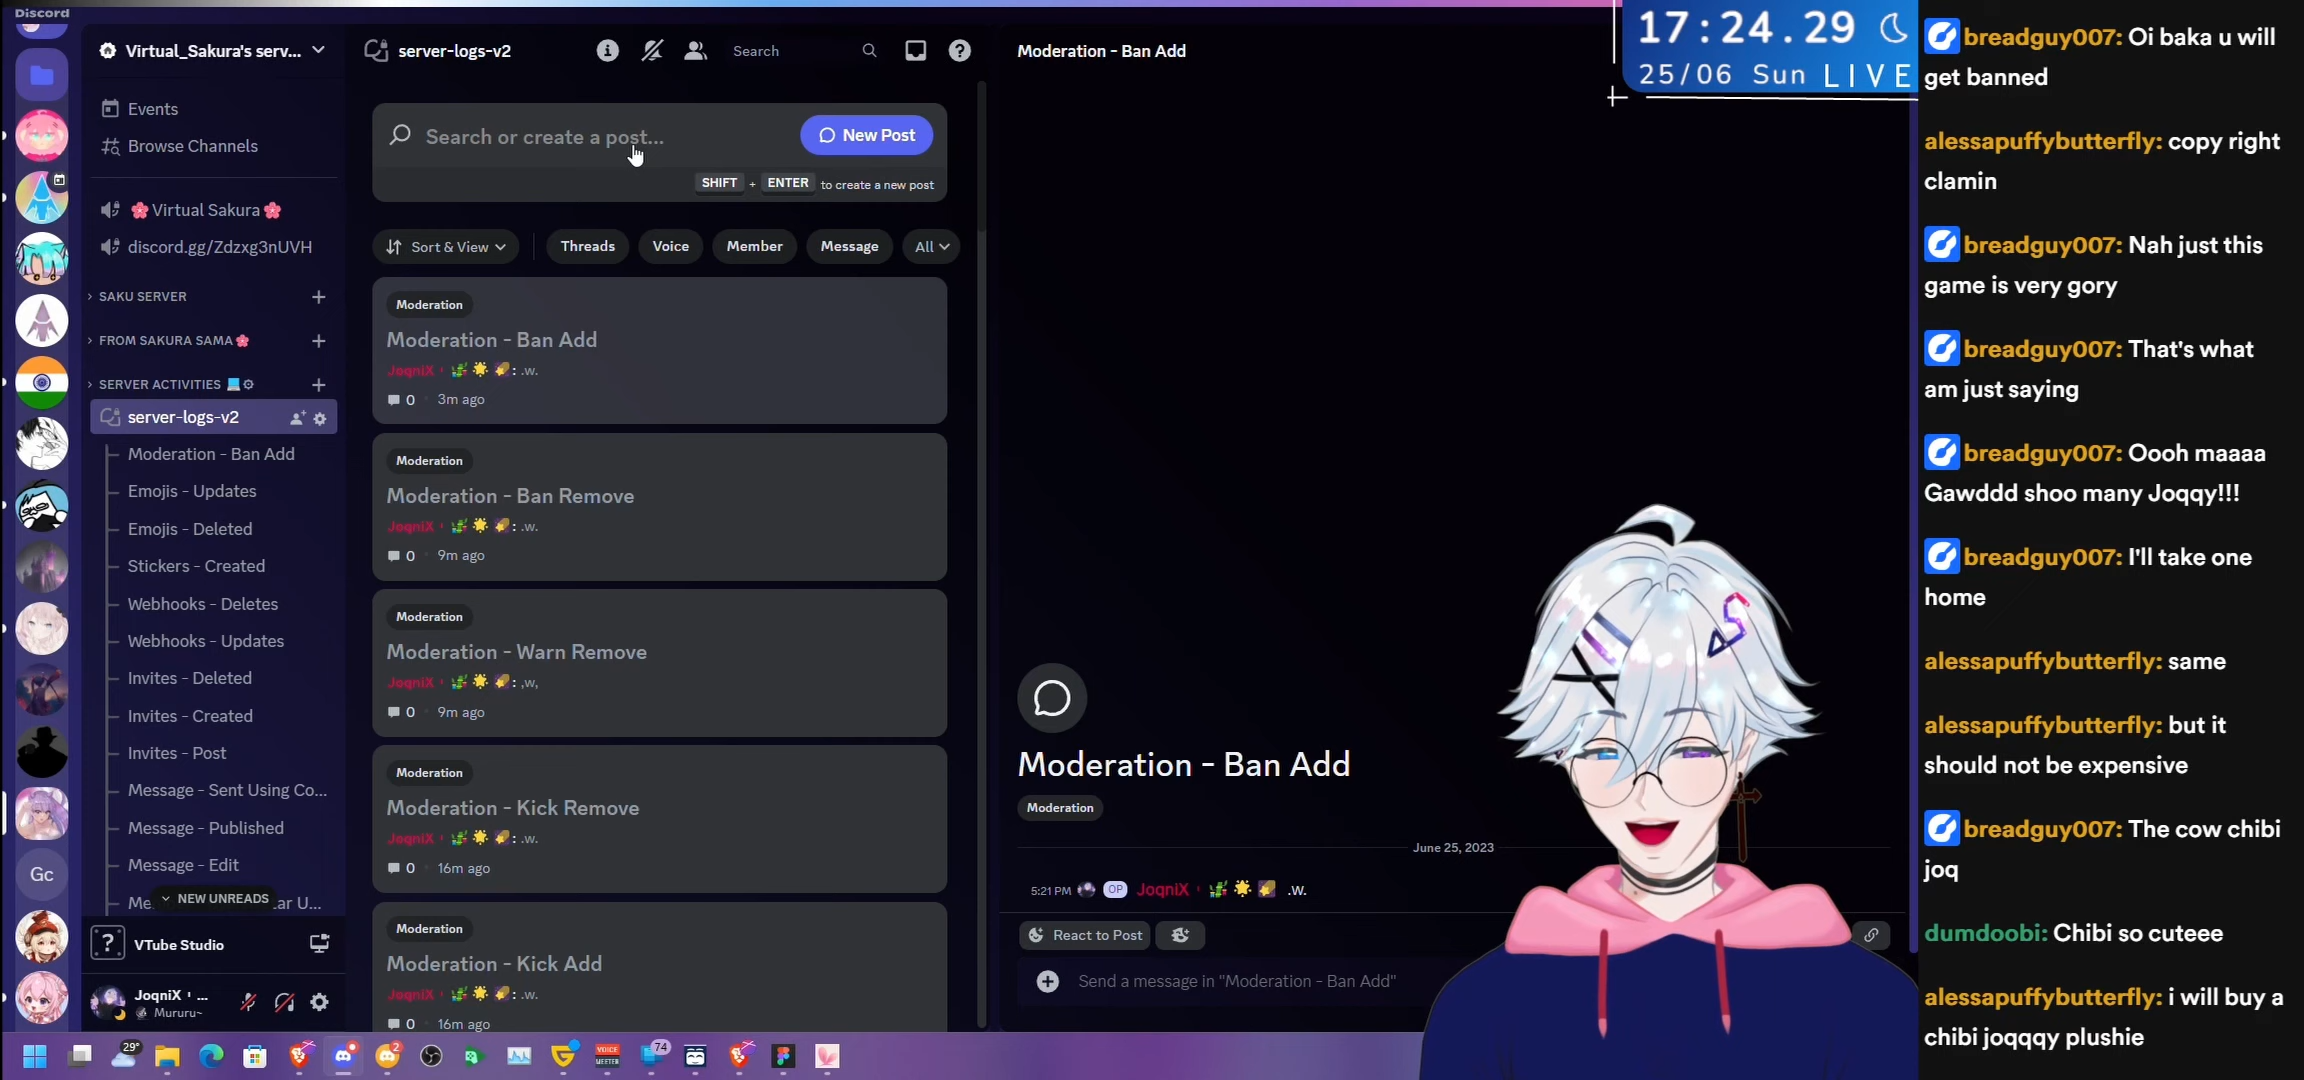 Discord
Virtual_Sakura's serv...
Events
Browse Channels
🌸Virtual Sakura🌸
discord.gg/Zdzxg3nUVH
SAKU SERVER
FROM SAKURA SAMA🌸
SERVER ACTIVITIES 💻⚙
server-logs-v2
Moderation - Ban Add
Emojis - Updates
Emojis - Deleted
Stickers - Created
Webhooks - Deletes
Webhooks - Updates
Invites - Deleted
Invites - Created
Invites - Post
Message - Sent Using Co...
Message - Published
Message - Edit
NEW UNREADS
Gc
VTube Studio
JoqniX ' ...
Mururu~
server-logs-v2
Search
Search or create a post...
New Post
SHIFT + ENTER to create a new post
Sort & View
Threads
Voice
Member
Message
All
Moderation
Moderation - Ban Add
JoqniX ' : .w.
0 • 3m ago
Moderation
Moderation - Ban Remove
JoqniX ' : .w.
0 • 9m ago
Moderation
Moderation - Warn Remove
JoqniX ' : ,w,
0 • 9m ago
Moderation
Moderation - Kick Remove
JoqniX ' : .w.
0 • 16m ago
Moderation
Moderation - Kick Add
JoqniX ' : .w.
0 • 16m ago
Moderation - Ban Add
Moderation - Ban Add
Moderation
June 25, 2023
5:21 PM OP JoqniX ' .w.
React to Post
Send a message in "Moderation - Ban Add"
17:24.29
25/06 Sun LIVE
breadguy007: Oi baka u will
get banned
alessapuffybutterfly: copy right
clamin
breadguy007: Nah just this
game is very gory
breadguy007: That's what
am just saying
breadguy007: Oooh maaaa
Gawddd shoo many Joqqy!!!
breadguy007: I'll take one
home
alessapuffybutterfly: same
alessapuffybutterfly: but it
should not be expensive
breadguy007: The cow chibi
joq
dumdoobi: Chibi so cuteee
alessapuffybutterfly: i will buy a
chibi joqqqy plushie
29°
2
VOICE
MEETER
74